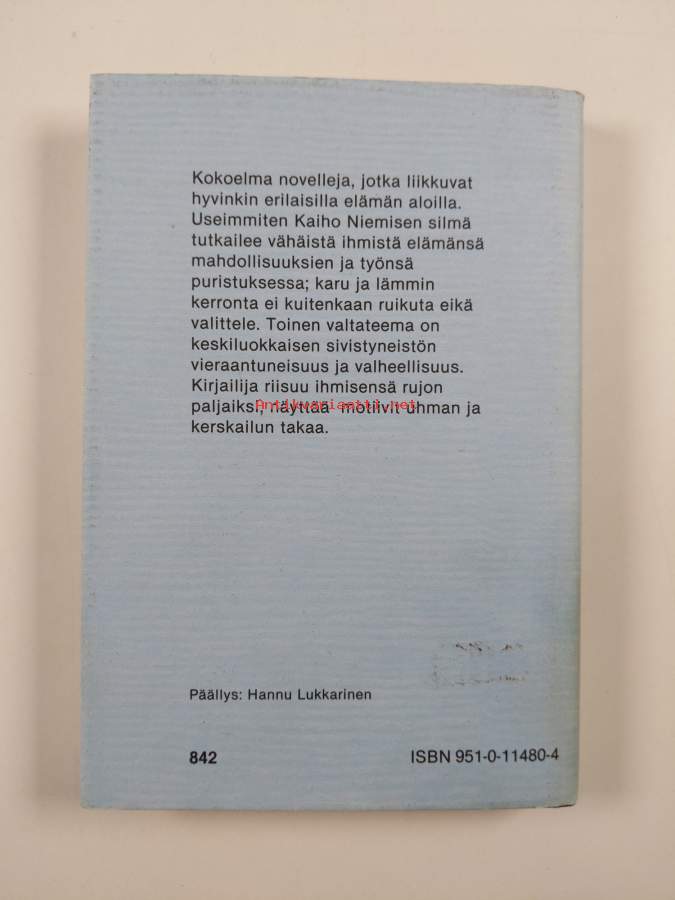 Kokoelma novelleja, jotka liikkuvat
hyvinkin erilaisilla elämän aloilla.
Useimmiten Kaiho Niemisen silmä
tutkailee vähäistä ihmistä elämänsä
mahdollisuuksien ja työnsä
puristuksessa; karu ja lämmin
kerronta ei kuitenkaan ruikuta eikä
valittele. Toinen valtateema on
keskiluokkaisen sivistyneistön
vieraantuneisuus ja valheellisuus.
Kirjailija riisuu ihmisensä rujon
paljaiksi, näyttää motiivit uhman ja
Antikvariaatti.net
kerskailun takaa.
Päällys: Hannu Lukkarinen
842
ISBN 951-0-11480-4